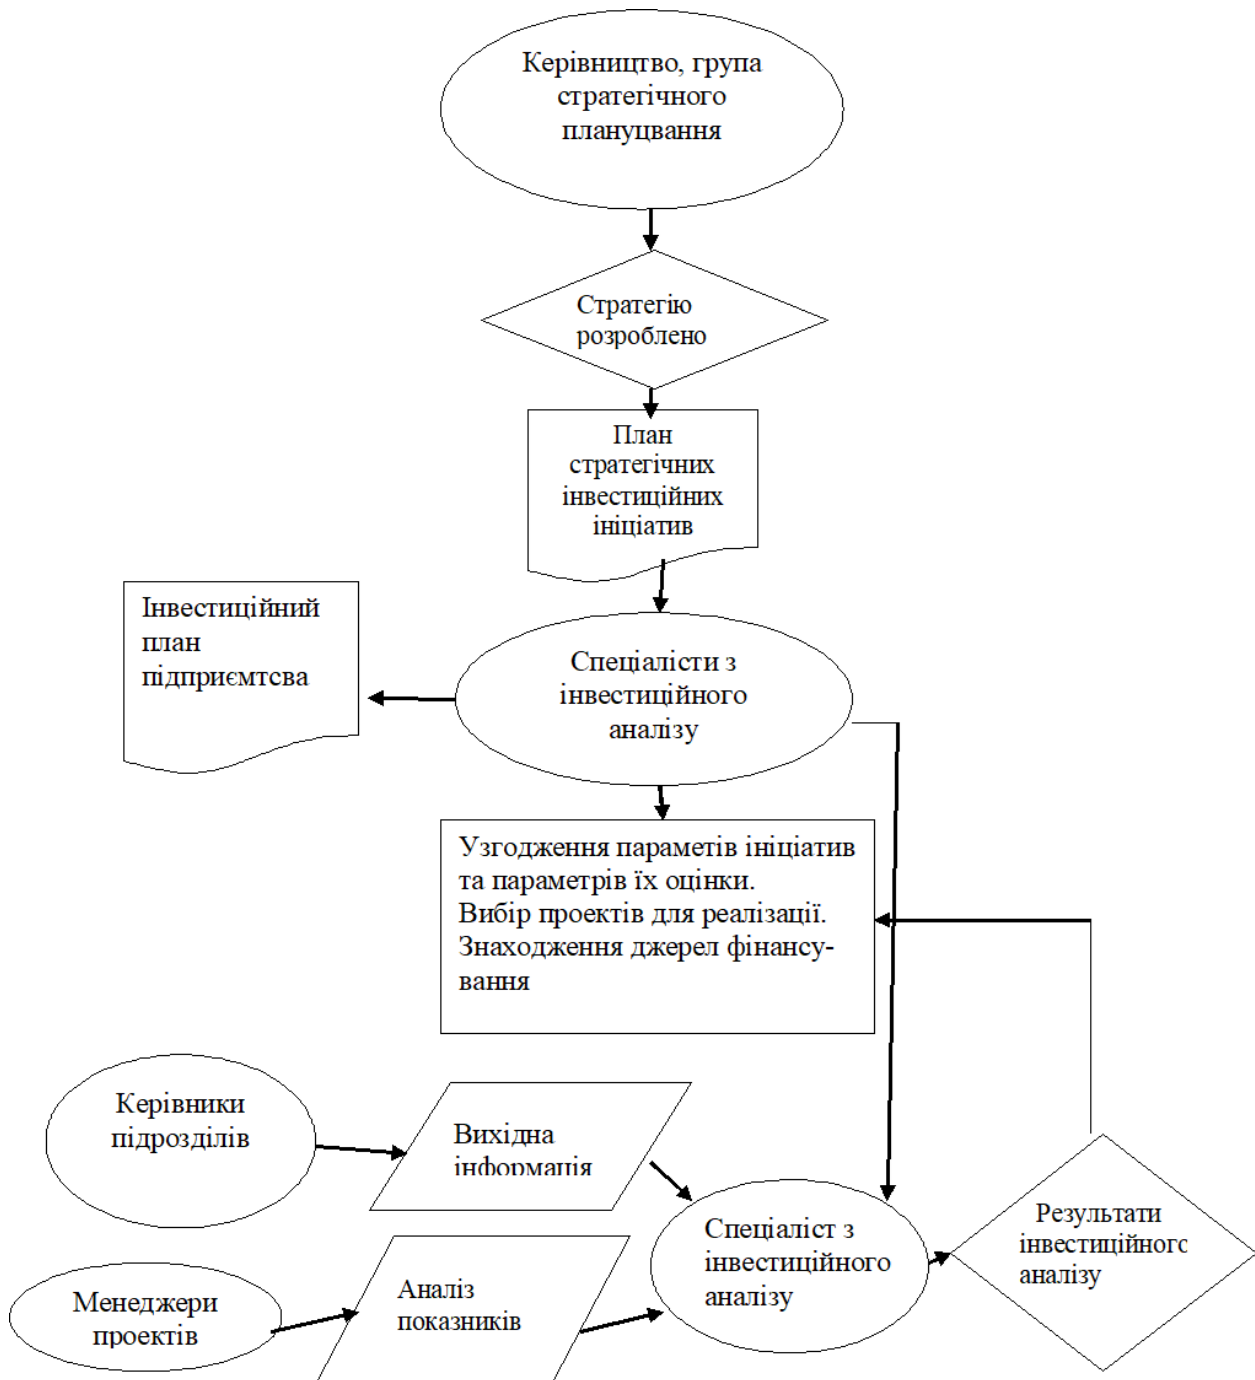 Керівництво, група
стратегічного
плануцвання
Стратегію
розроблено
План
стратегічних
інвестиційних
ініціатив
Інвестиційний
план
підприємтсва
Спеціалісти з
інвестиційного
аналізу
Узгодження параметів ініціатив
та параметрів їх оцінки.
Вибір проектів для реалізації.
Знаходження джерел фінансу-
вання
Керівники
підрозділів
Вихідна
інформація
Спеціаліст з
інвестиційного
аналізу
Результати
інвестиційного
аналізу
Менеджери
проектів
Аналіз
показників